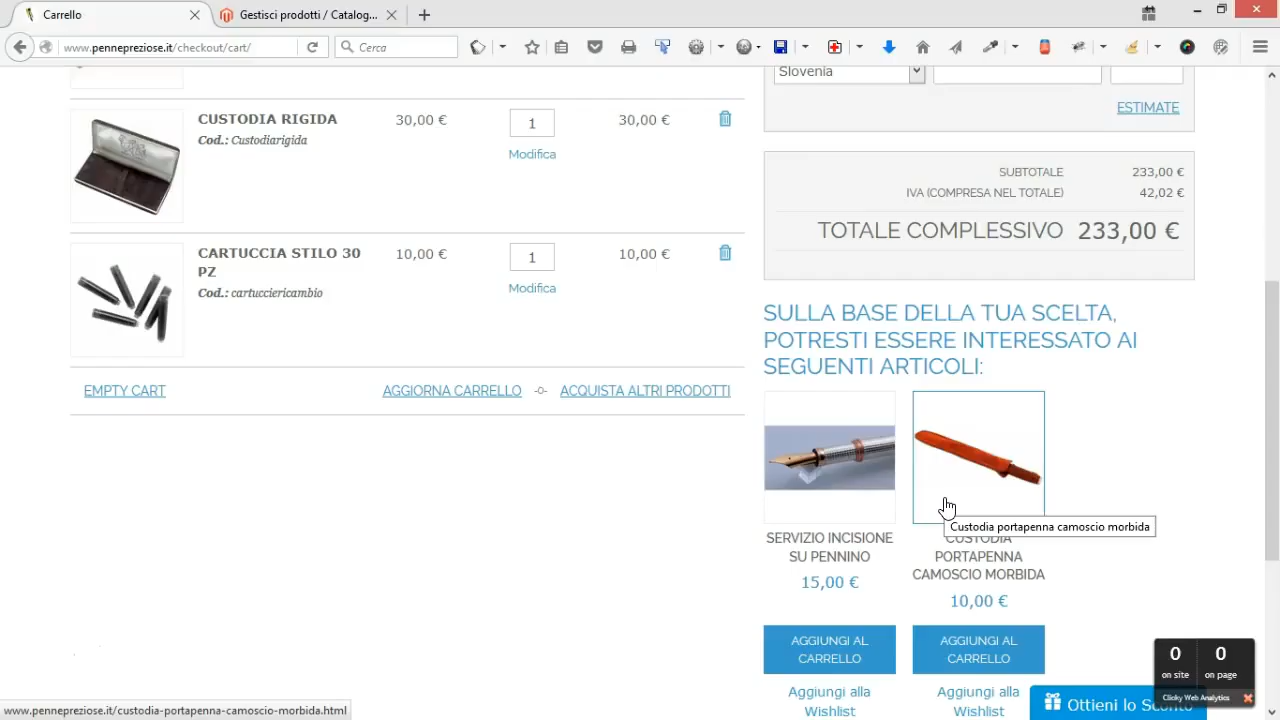 Carrello
Gestisci prodotti / Catalog...
www.pennepreziose.it/checkout/cart/
Cerca
Slovenia
ESTIMATE
CUSTODIA RIGIDA
30,00 €
1
30,00 €
Cod.: Custodiarigida
Modifica
SUBTOTALE
233,00 €
IVA (COMPRESA NEL TOTALE)
42,02 €
TOTALE COMPLESSIVO 233,00 €
CARTUCCIA STILO 30
PZ
10,00 €
1
10,00 €
Cod.: cartuccericambio
Modifica
EMPTY CART
AGGIORNA CARRELLO
-O-
ACQUISTA ALTRI PRODOTTI
SULLA BASE DELLA TUA SCELTA,
POTRESTI ESSERE INTERESSATO AI
SEGUENTI ARTICOLI:
Custodia portapenna camoscio morbida
SERVIZIO INCISIONE
SU PENNINO
15,00 €
AGGIUNGI AL
CARRELLO
Aggiungi alla
Wishlist
CUSTODIA
PORTAPENNA
CAMOSCIO MORBIDA
10,00 €
AGGIUNGI AL
CARRELLO
Aggiungi alla
Wishlist
0
on site
0
on page
Clicky Web Analytics
Ottieni lo Sconto
www.pennepreziose.it/custodia-portapenna-camoscio-morbida.html